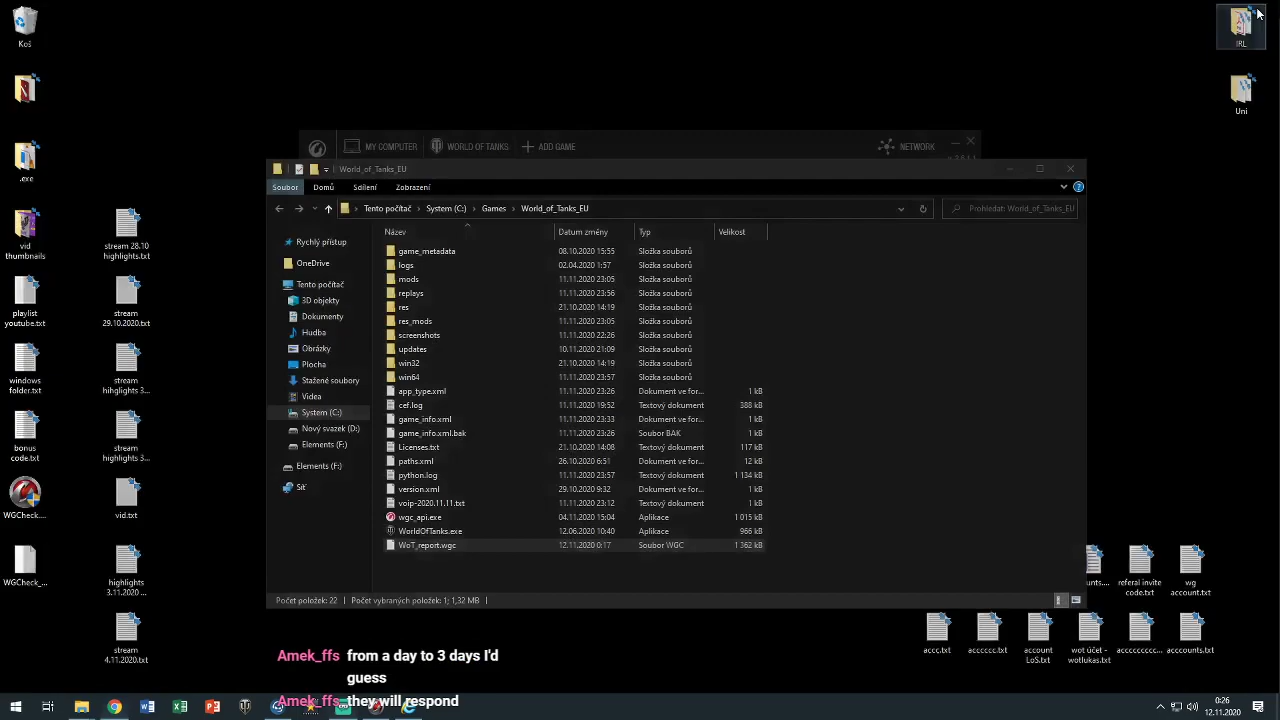 Koš
IRL
Uni
.exe
MY COMPUTER
WORLD OF TANKS
ADD GAME
NETWORK
World_of_Tanks_EU
Soubor
Domů
Sdílení
Zobrazení
Tento počítač
System (C:)
Games
World_of_Tanks_EU
Prohledat: World_of_Tanks_EU
Název
Datum změny
Typ
Velikost
Rychlý přístup
OneDrive
Tento počítač
3D objekty
Dokumenty
Hudba
Obrázky
Plocha
Stažené soubory
Videa
System (C:)
Nový svazek (D:)
Elements (F:)
Elements (F:)
Síť
game_metadata 08.10.2020 15:55 Složka souborů
logs 02.04.2020 1:57 Složka souborů
mods 11.11.2020 23:05 Složka souborů
replays 11.11.2020 23:56 Složka souborů
res 21.10.2020 14:19 Složka souborů
res_mods 11.11.2020 23:05 Složka souborů
screenshots 11.11.2020 22:26 Složka souborů
updates 10.11.2020 21:09 Složka souborů
win32 21.10.2020 14:19 Složka souborů
win64 11.11.2020 23:57 Složka souborů
app_type.xml 11.11.2020 23:26 Dokument ve for... 1 kB
cef.log 11.11.2020 19:52 Textový dokument 388 kB
game_info.xml 11.11.2020 23:33 Dokument ve for... 1 kB
game_info.xml.bak 11.11.2020 23:26 Soubor BAK 1 kB
Licenses.txt 21.10.2020 14:08 Textový dokument 117 kB
paths.xml 26.10.2020 6:51 Dokument ve for... 12 kB
python.log 11.11.2020 23:57 Textový dokument 1 134 kB
version.xml 29.10.2020 9:32 Dokument ve for... 1 kB
voip-2020.11.11.txt 11.11.2020 23:12 Textový dokument 1 kB
wgc_api.exe 04.11.2020 15:04 Aplikace 1 015 kB
WorldOfTanks.exe 12.06.2020 10:40 Aplikace 966 kB
WoT_report.wgc 12.11.2020 0:17 Soubor WGC 1 362 kB
Počet položek: 22
Počet vybraných položek: 1; 1,32 MB
vid
thumbnails
stream 28.10
highlights.txt
playlist
youtube.txt
stream
29.10.2020.txt
windows
folder.txt
stream
hihglights 3...
bonus
code.txt
stream
highlights 3...
WGCheck....
vid.txt
WGCheck_...
highlights
3.11.2020 ...
stream
4.11.2020.txt
unts....
referal invite
code.txt
wg
account.txt
accc.txt
acccccc.txt
account
LoS.txt
wot účet -
wotlukas.txt
accccccccc...
acccounts.txt
Amek_ffs from a day to 3 days I'd
guess
Amek_ffs they will respond
0:26
12.11.2020